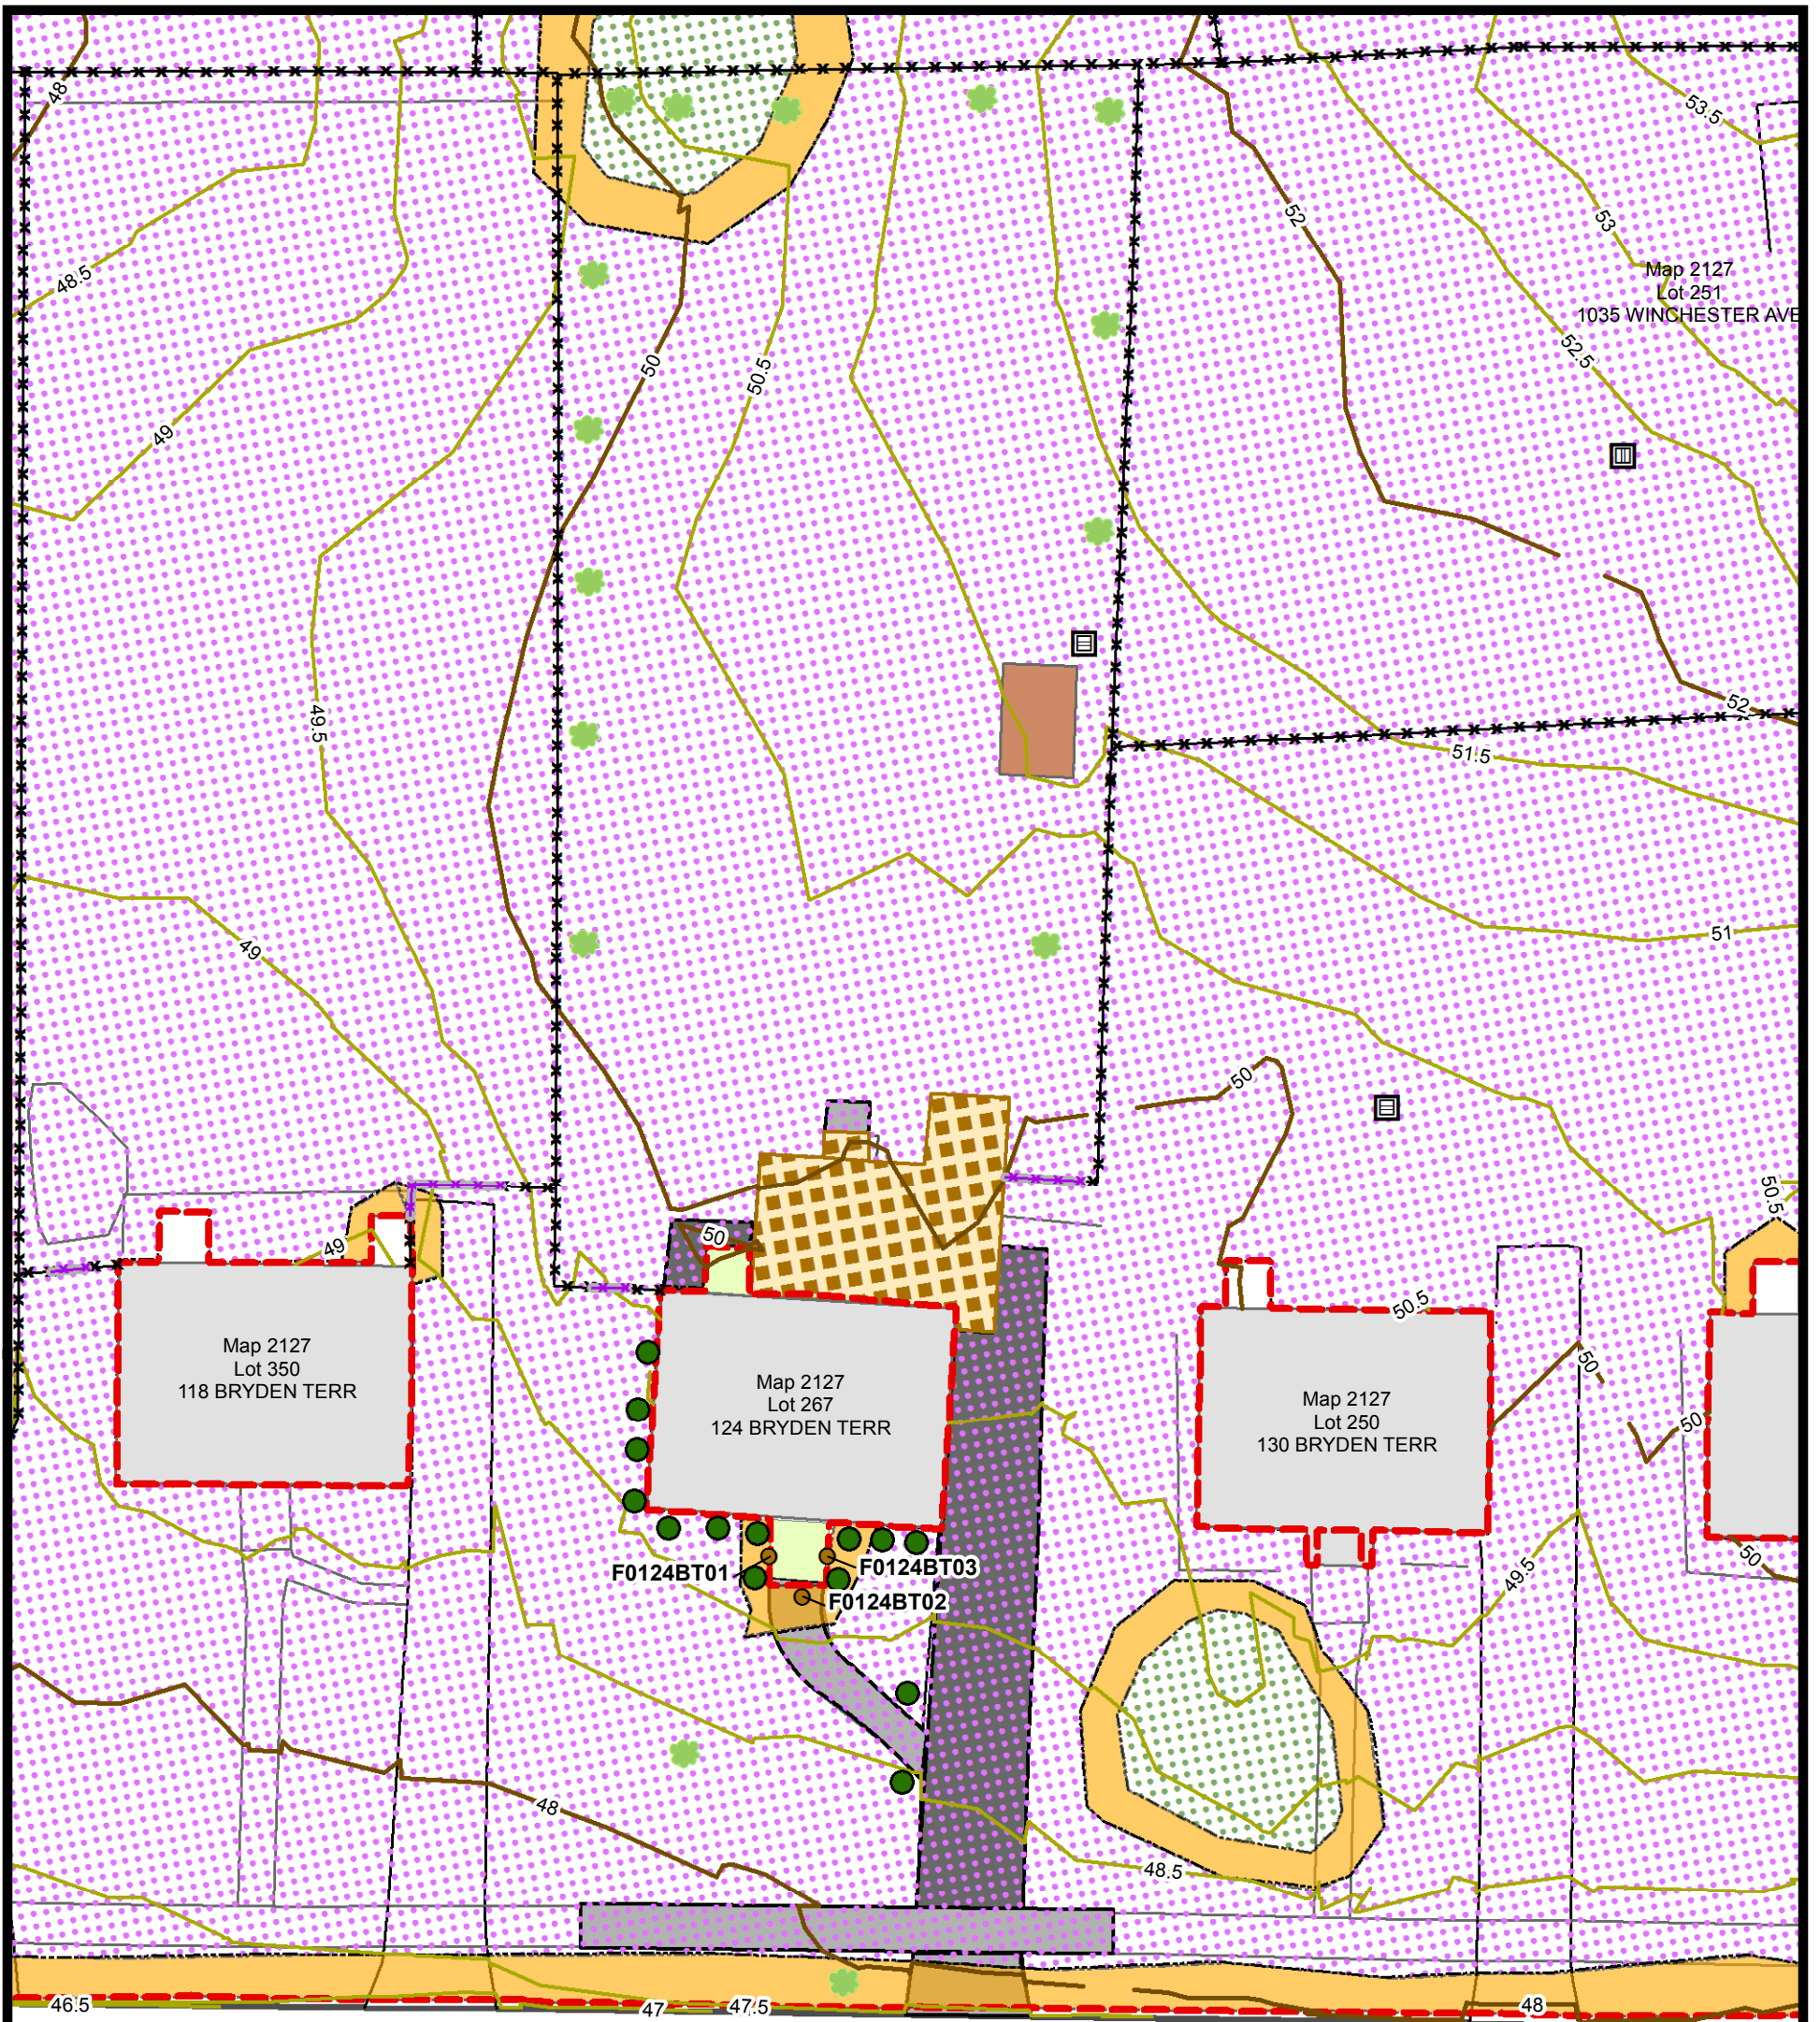 48
53.5
52
53
48.5
Map 2127
Lot 251
1035 WINCHESTER AVE
52.5
50
50.5
49
49.5
52
51.5
51
49
50
50.5
50
49
50.5
Map 2127
Lot 350
118 BRYDEN TERR
Map 2127
Lot 267
124 BRYDEN TERR
Map 2127
Lot 250
130 BRYDEN TERR
50
50
50
F0124BT01
F0124BT03
F0124BT02
49.5
48
48.5
46.5
47
47.5
48